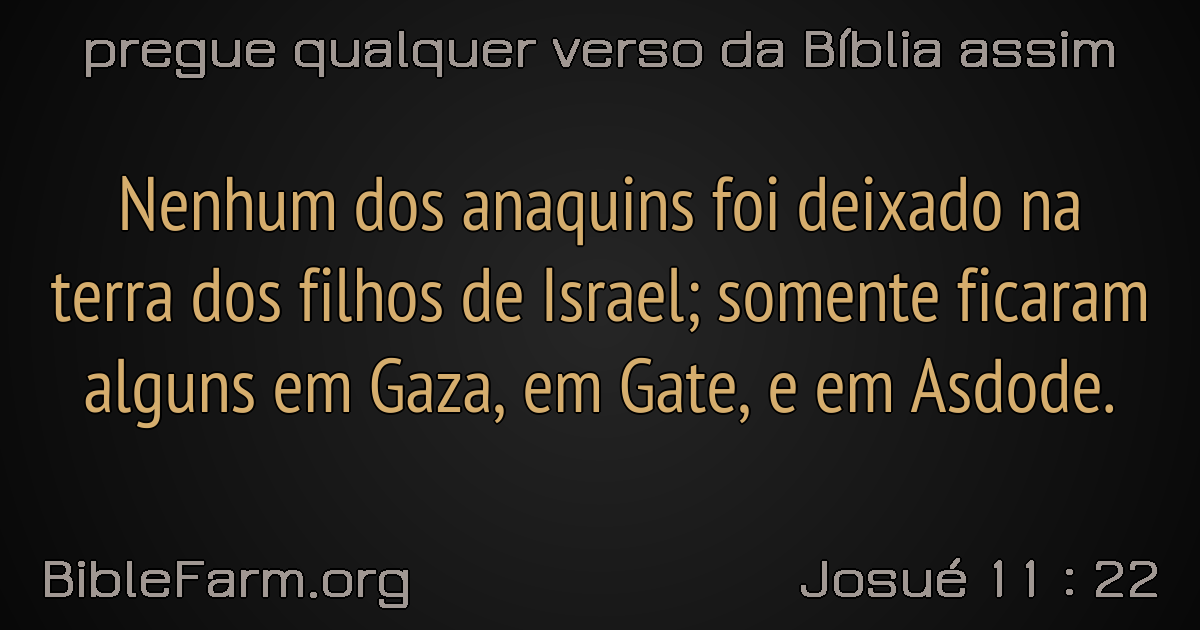 pregue qualquer verso da Bíblia assim
Nenhum dos anaquins foi deixado na
terra dos filhos de Israel; somente ficaram
alguns em Gaza, em Gate, e em Asdode.
BibleFarm.org
Josué 11 : 22